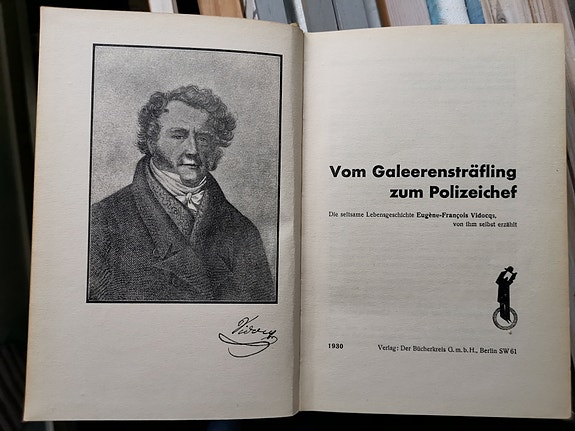 Vidocq
Vom Galeerensträfling
zum Polizeichef
Die seltsame Lebensgeschichte Eugène-François Vidocqs,
von ihm selbst erzählt
1930 Verlag: Der Bücherkreis G. m. b. H., Berlin SW 61